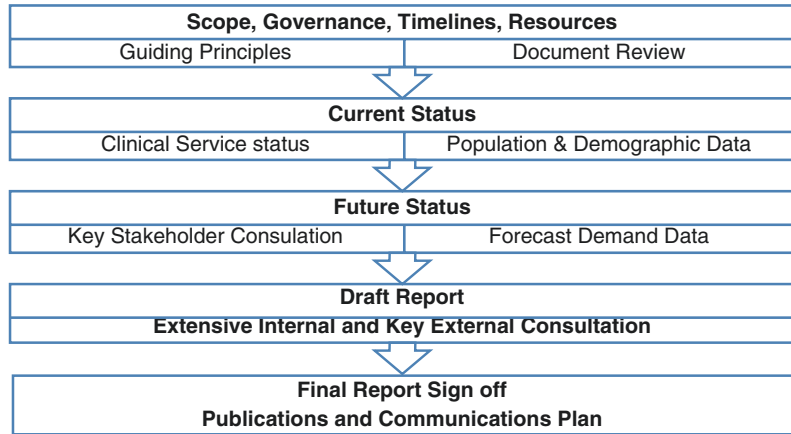 Scope, Governance, Timelines, Resources
Guiding Principles Document Review
Current Status
Clinical Service status Population & Demographic Data
Future Status
Key Stakeholder Consulation Forecast Demand Data
Draft Report
Extensive Internal and Key External Consultation
Final Report Sign off
Publications and Communications Plan